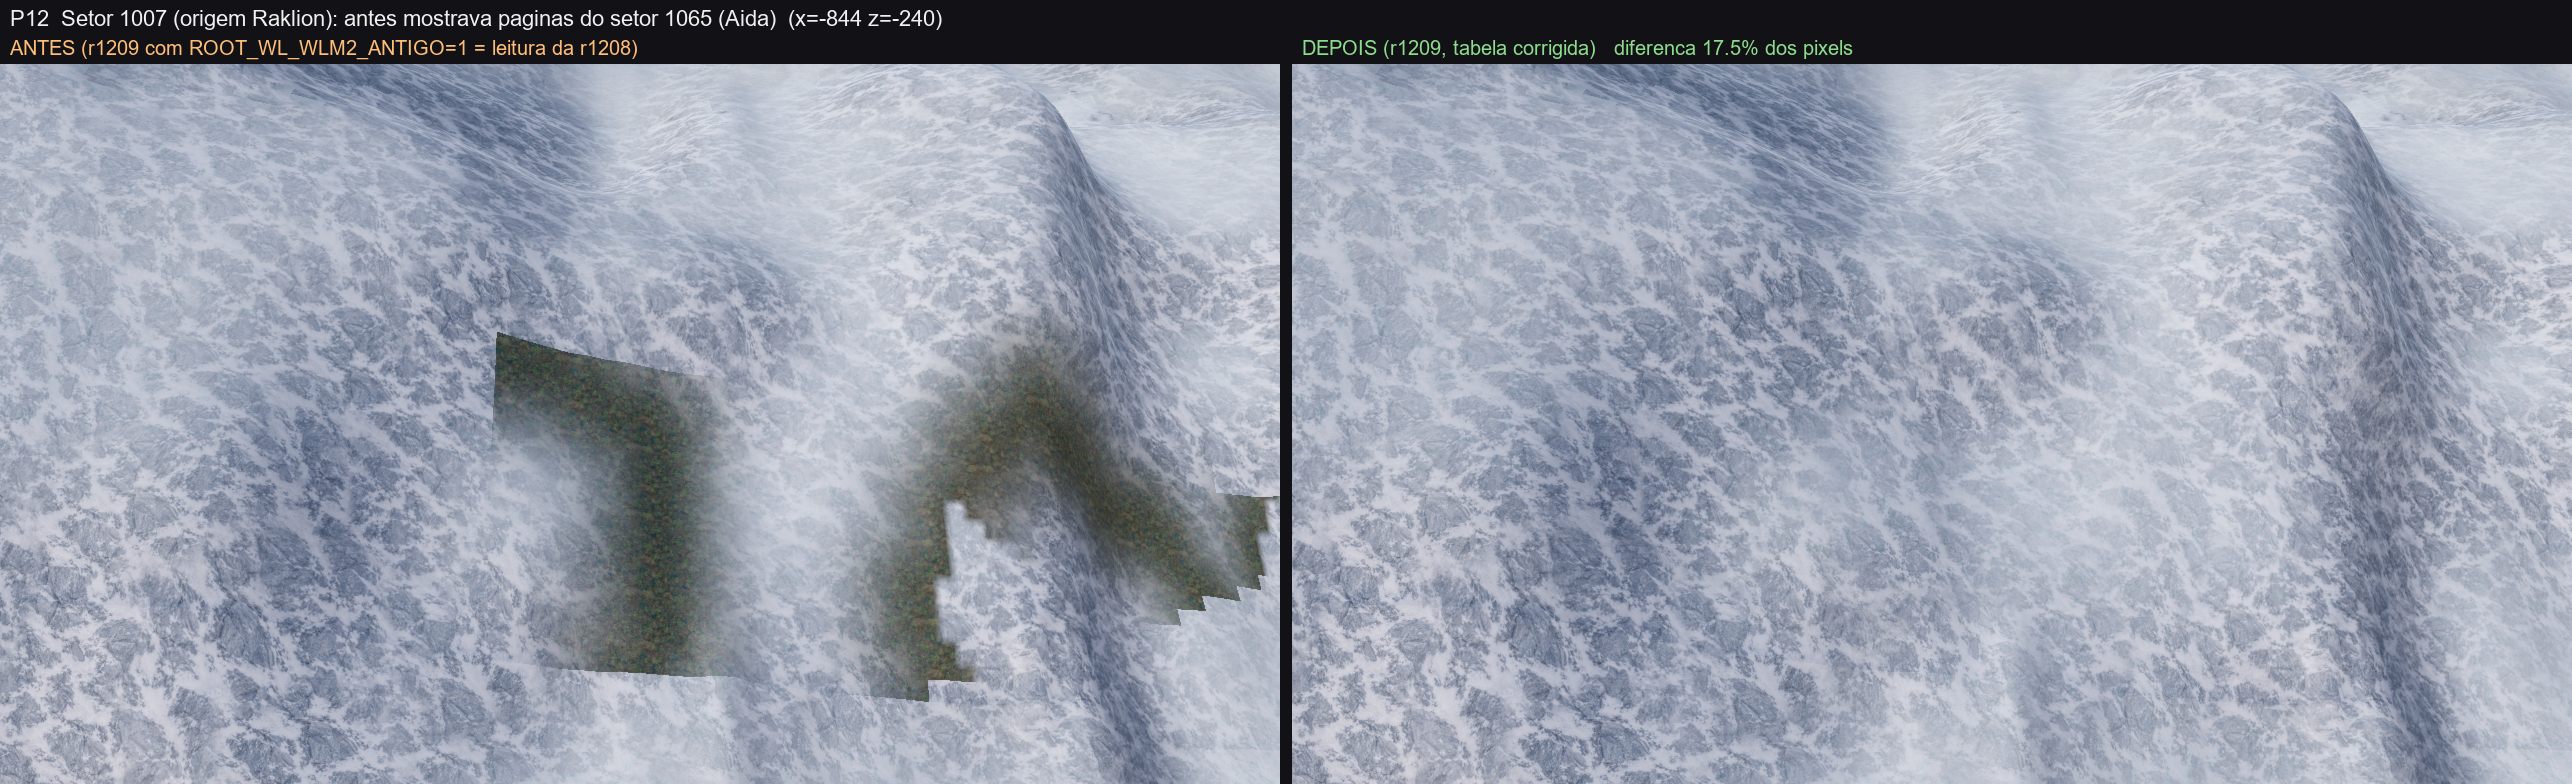 P12  Setor 1007 (origem Raklion): antes mostrava paginas do setor 1065 (Aida)  (x=-844 z=-240)
ANTES (r1209 com ROOT_WL_WLM2_ANTIGO=1 = leitura da r1208)
DEPOIS (r1209, tabela corrigida)   diferenca 17.5% dos pixels